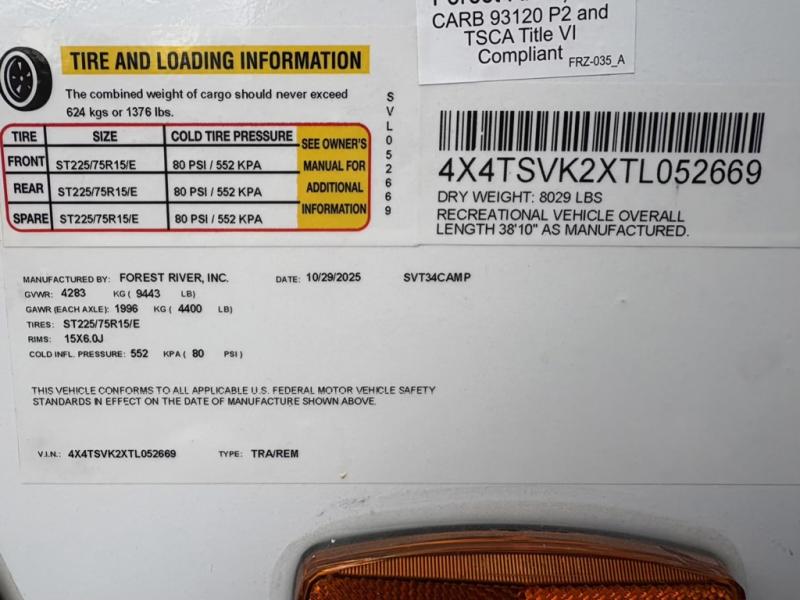 CARB 93120 P2 and
TSCA Title VI
Compliant FRZ-035_A
TIRE AND LOADING INFORMATION
The combined weight of cargo should never exceed
624 kgs or 1376 lbs.
TIRE SIZE COLD TIRE PRESSURE SEE OWNER'S MANUAL FOR ADDITIONAL INFORMATION
FRONT ST225/75R15/E 80 PSI / 552 KPA
REAR ST225/75R15/E 80 PSI / 552 KPA
SPARE ST225/75R15/E 80 PSI / 552 KPA
SVL052669
4X4TSVK2XTL052669
DRY WEIGHT: 8029 LBS
RECREATIONAL VEHICLE OVERALL
LENGTH 38'10" AS MANUFACTURED.
MANUFACTURED BY: FOREST RIVER, INC. DATE: 10/29/2025 SVT34CAMP
GVWR: 4283 KG ( 9443 LB)
GAWR (EACH AXLE): 1996 KG ( 4400 LB)
TIRES: ST225/75R15/E
RIMS: 15X6.0J
COLD INFL. PRESSURE: 552 KPA ( 80 PSI )
THIS VEHICLE CONFORMS TO ALL APPLICABLE U.S. FEDERAL MOTOR VEHICLE SAFETY
STANDARDS IN EFFECT ON THE DATE OF MANUFACTURE SHOWN ABOVE.
V.I.N.: 4X4TSVK2XTL052669 TYPE: TRA/REM